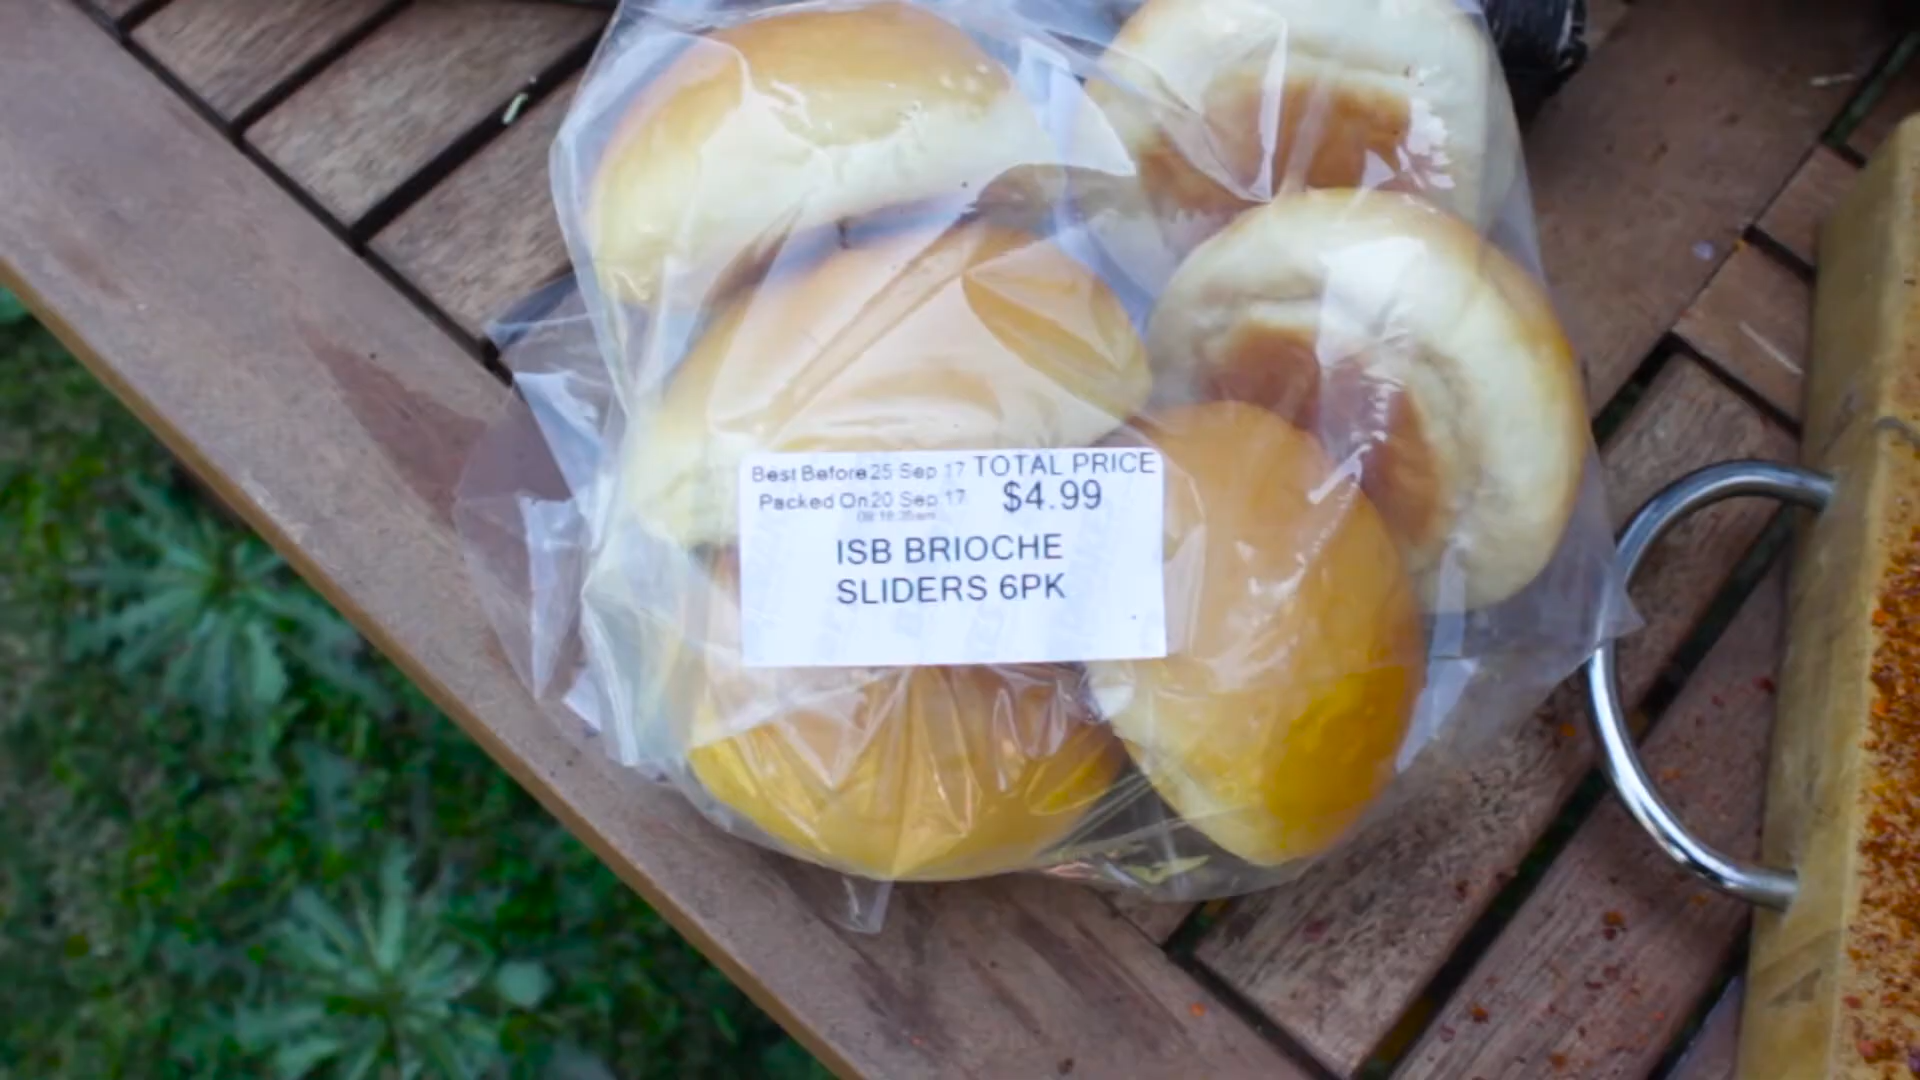 Best Before 25 Sep 17 TOTAL PRICE
Packed On 20 Sep 17 $4.99
ISB BRIOCHE
SLIDERS 6PK